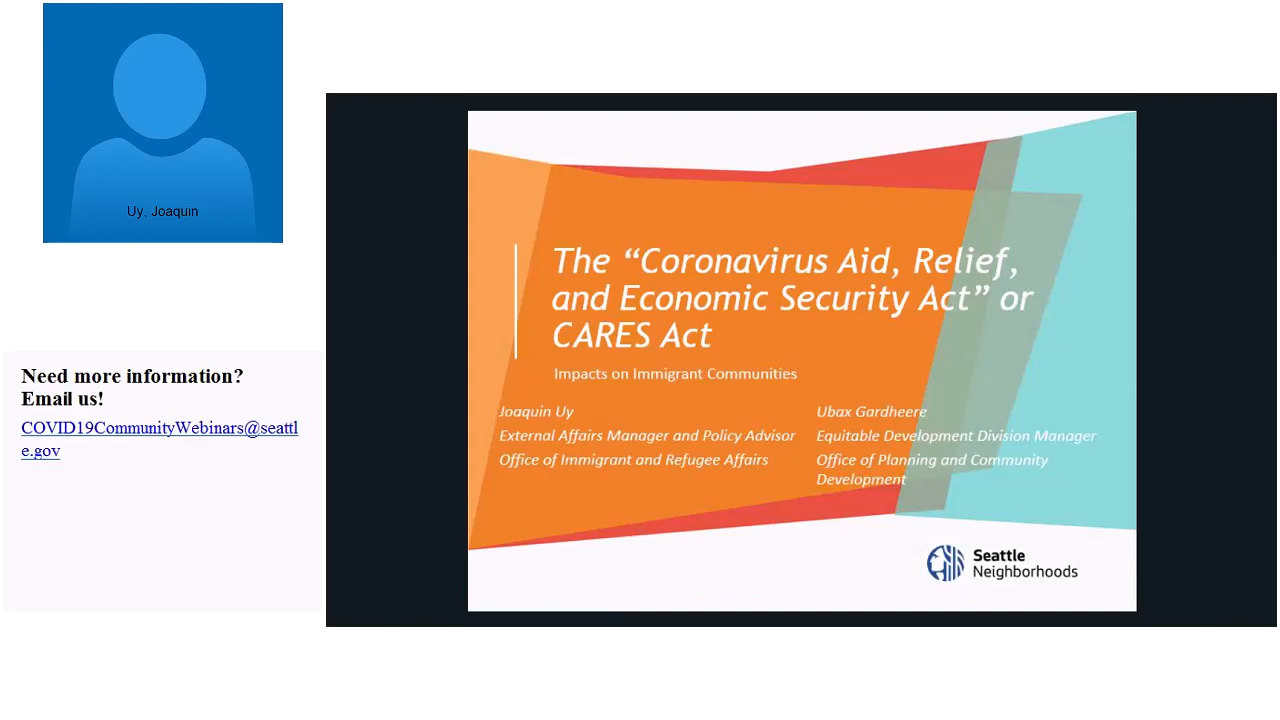 Uy, Joaquin
Need more information?
Email us!
COVID19CommunityWebinars@seattl
e.gov
The “Coronavirus Aid, Relief,
and Economic Security Act” or
CARES Act
Impacts on Immigrant Communities
Joaquin Uy
External Affairs Manager and Policy Advisor
Office of Immigrant and Refugee Affairs
Ubax Gardheere
Equitable Development Division Manager
Office of Planning and Community
Development
Seattle
Neighborhoods